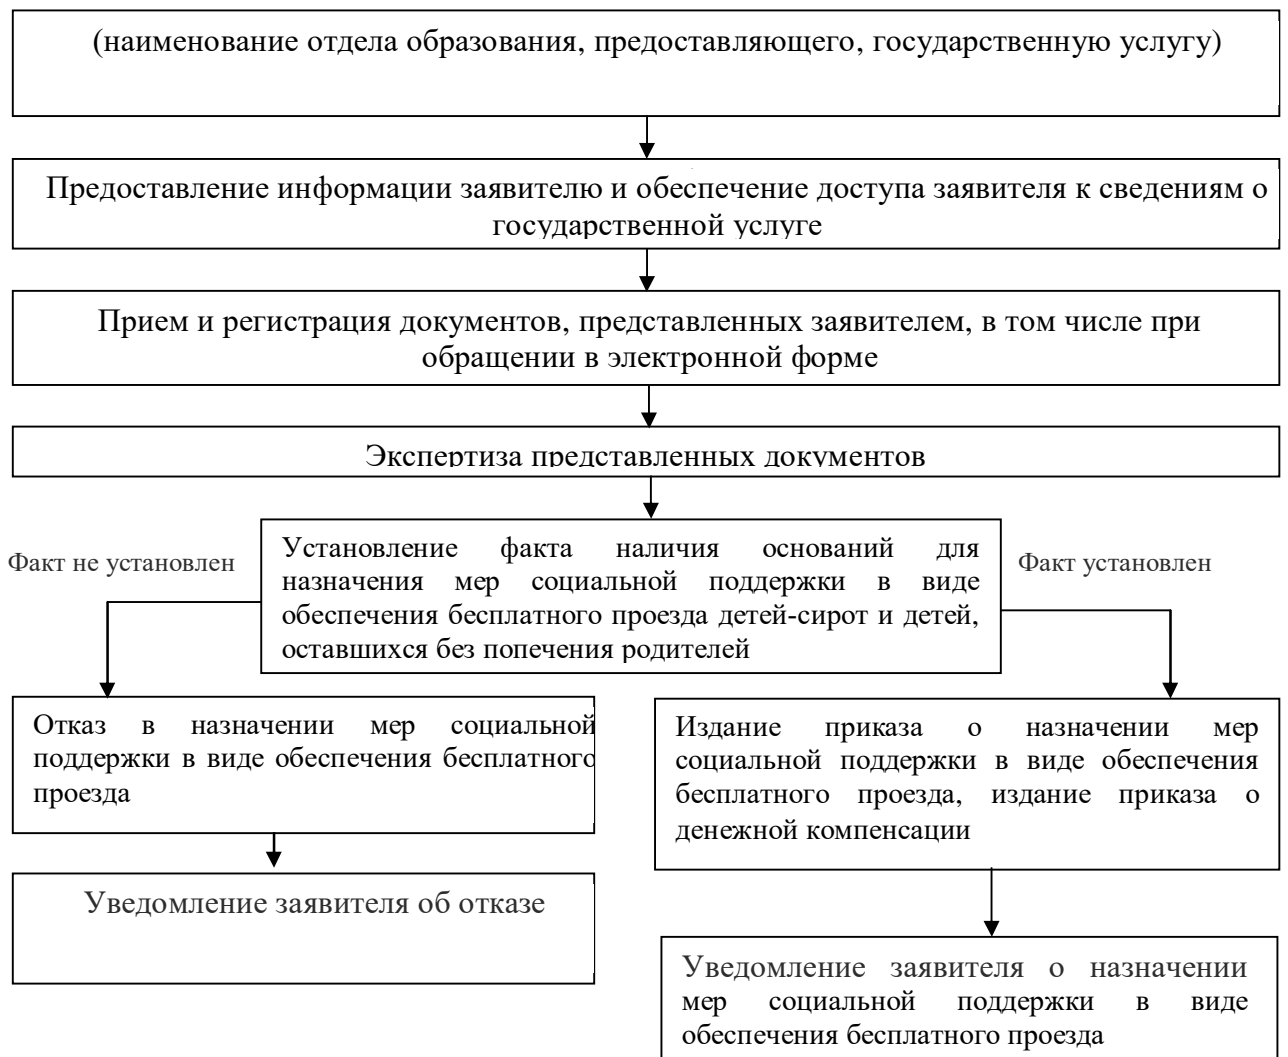 (наименование отдела образования, предоставляющего, государственную услугу)
Предоставление информации заявителю и обеспечение доступа заявителя к сведениям о
государственной услуге
Прием и регистрация документов, представленных заявителем, в том числе при
обращении в электронной форме
Экспертиза представленных документов
Факт не установлен
Установление факта наличия оснований для
назначения мер социальной поддержки в виде
обеспечения бесплатного проезда детей-сирот и детей,
оставшихся без попечения родителей
Факт установлен
Отказ в назначении мер социальной
поддержки в виде обеспечения бесплатного
проезда
Издание приказа о назначении мер
социальной поддержки в виде обеспечения
бесплатного проезда, издание приказа о
денежной компенсации
Уведомление заявителя об отказе
Уведомление заявителя о назначении
мер социальной поддержки в виде
обеспечения бесплатного проезда